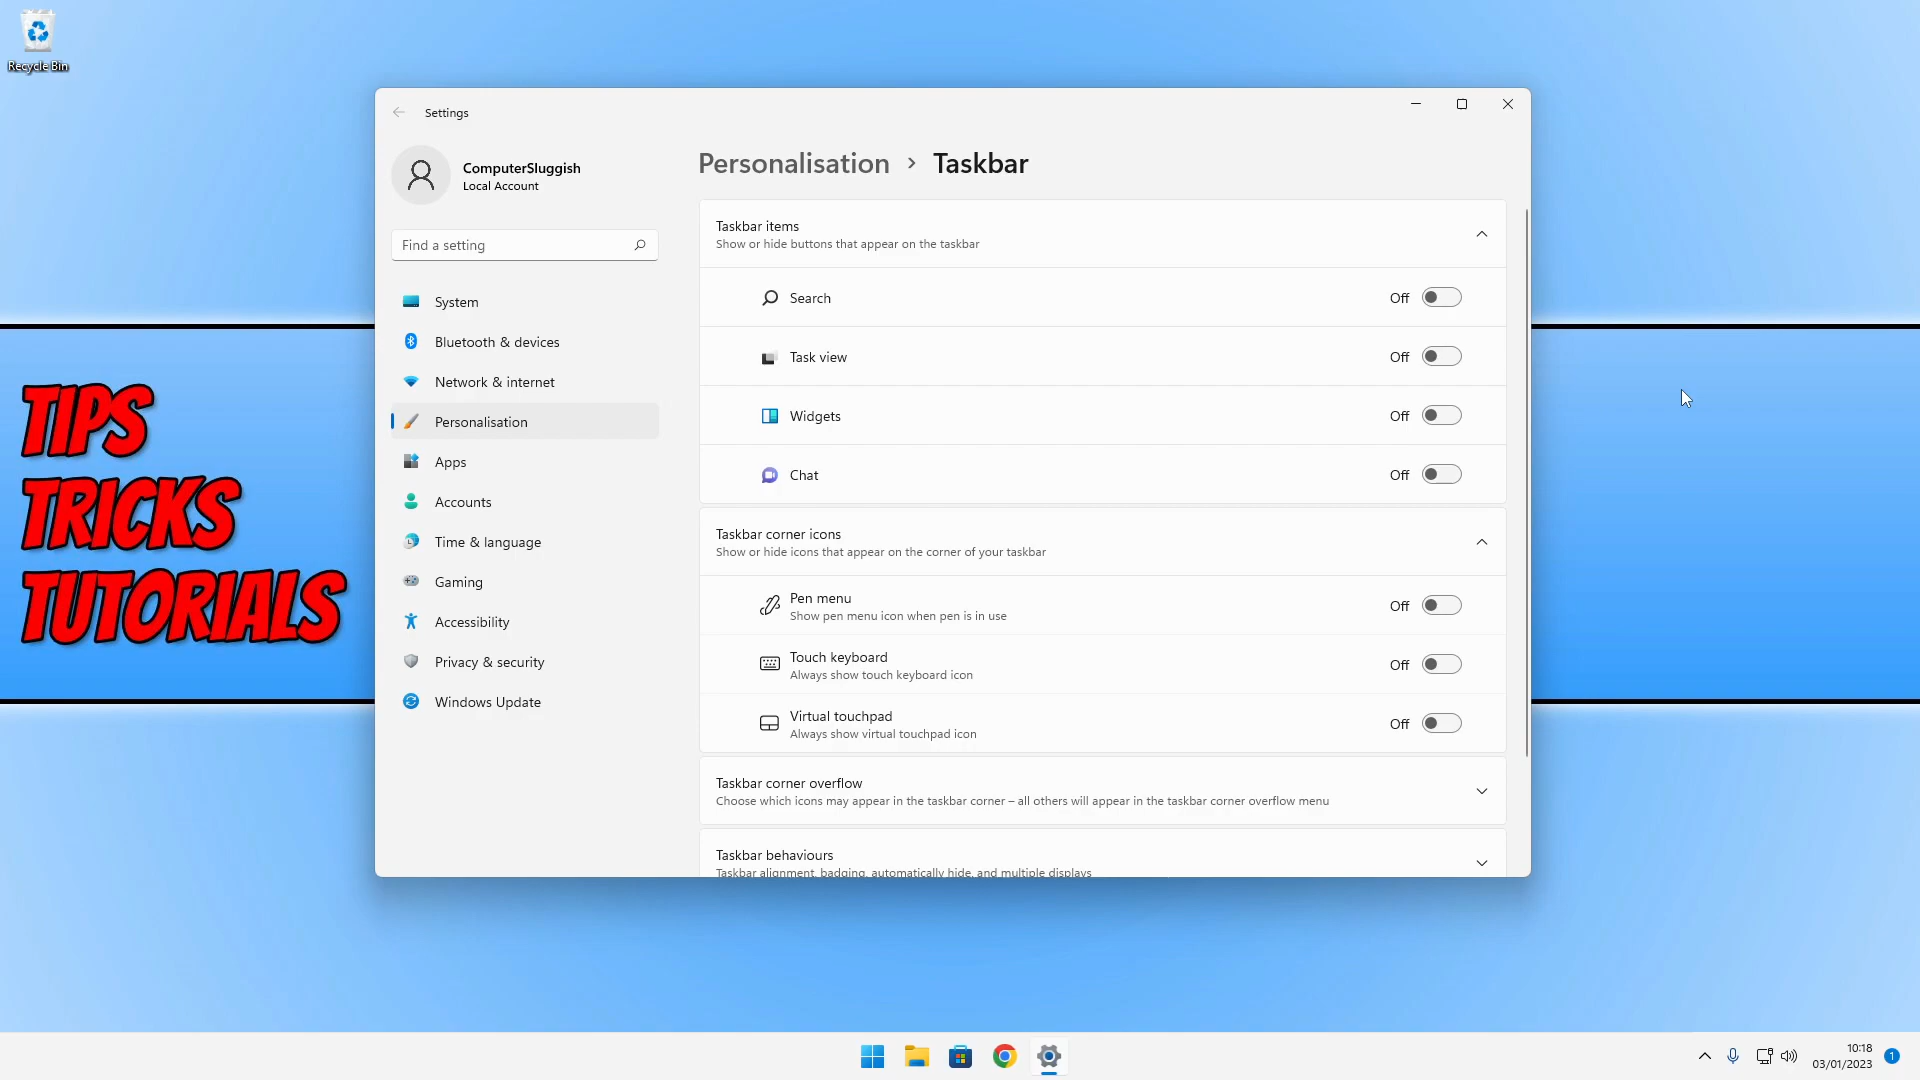 Recycle Bin
Settings
ComputerSluggish
Local Account
Find a setting
System
Bluetooth & devices
Network & internet
Personalisation
Apps
Accounts
Time & language
Gaming
Accessibility
Privacy & security
Windows Update
Personalisation > Taskbar
Taskbar items
Show or hide buttons that appear on the taskbar
Search Off
Task view Off
Widgets Off
Chat Off
Taskbar corner icons
Show or hide icons that appear on the corner of your taskbar
Pen menu
Show pen menu icon when pen is in use
Off
Touch keyboard
Always show touch keyboard icon
Off
Virtual touchpad
Always show virtual touchpad icon
Off
Taskbar corner overflow
Choose which icons may appear in the taskbar corner – all others will appear in the taskbar corner overflow menu
Taskbar behaviours
Taskbar alignment, badging, automatically hide, and multiple displays
TIPS
TRICKS
TUTORIALS
10:18
03/01/2023
1